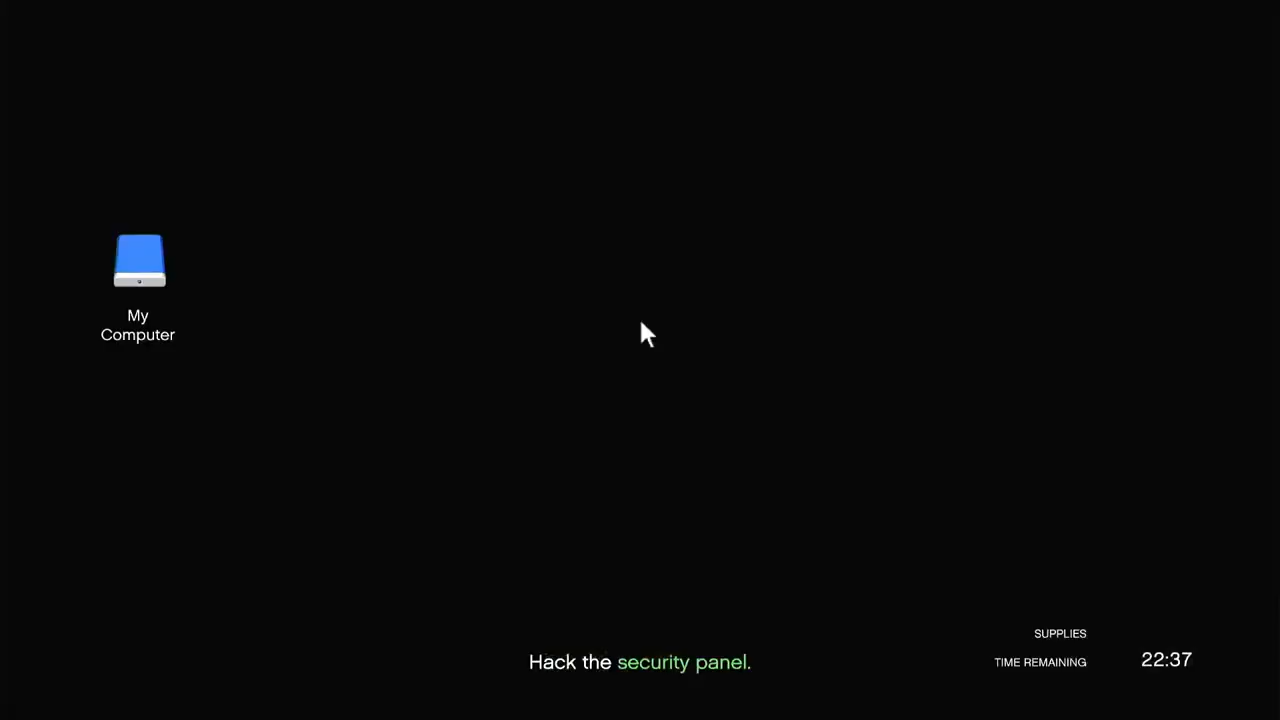 My
Computer
SUPPLIES
Hack the security panel.
TIME REMAINING
22:37